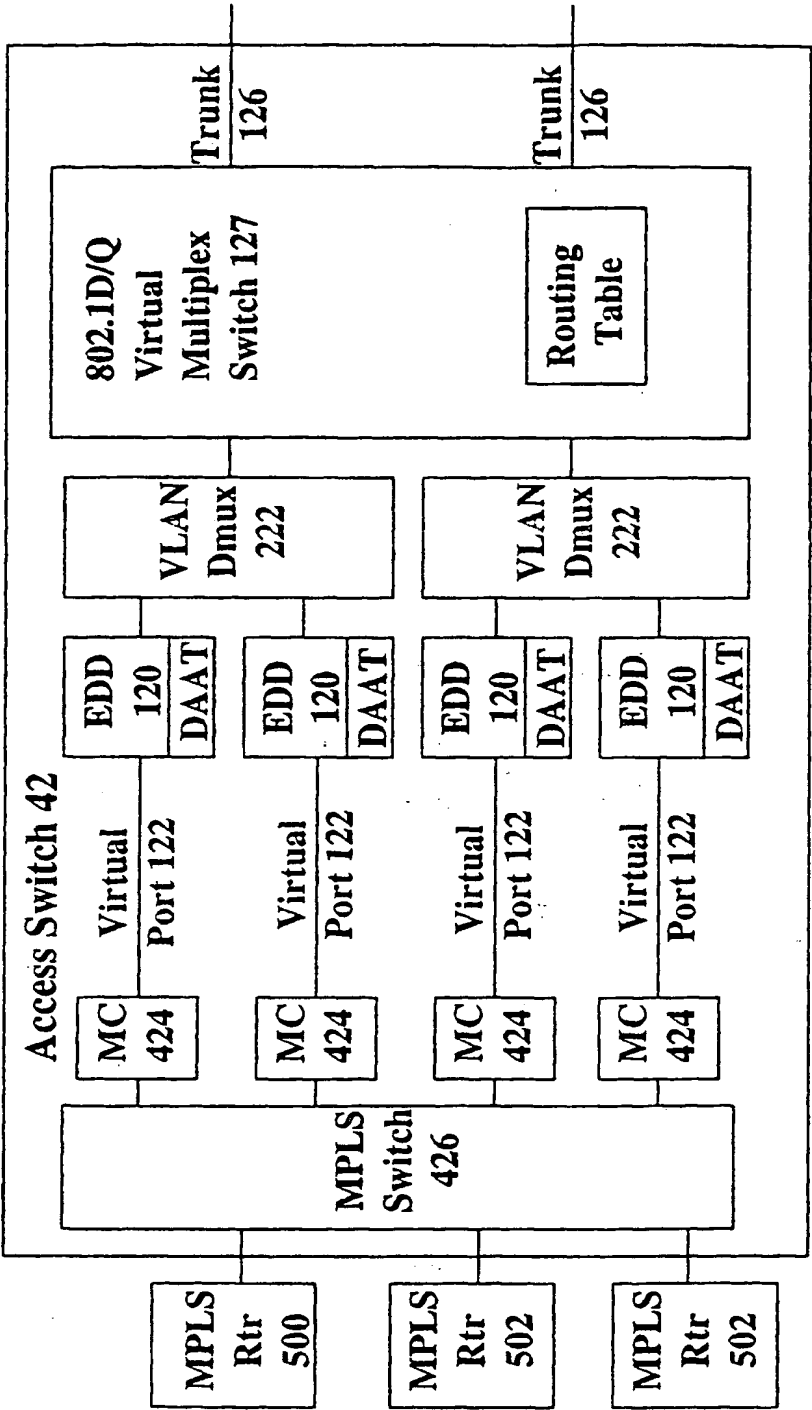 Access Switch 42
MPLS
Rtr
500
MPLS
Rtr
502
MPLS
Rtr
502
MPLS
Switch
426
MC
424
MC
424
MC
424
MC
424
Virtual
Port 122
Virtual
Port 122
Virtual
Port 122
Virtual
Port 122
EDD
120
DAAT
EDD
120
DAAT
EDD
120
DAAT
EDD
120
DAAT
VLAN
Dmux
222
VLAN
Dmux
222
802.1D/Q
Virtual
Multiplex
Switch 127
Routing
Table
Trunk
126
Trunk
126